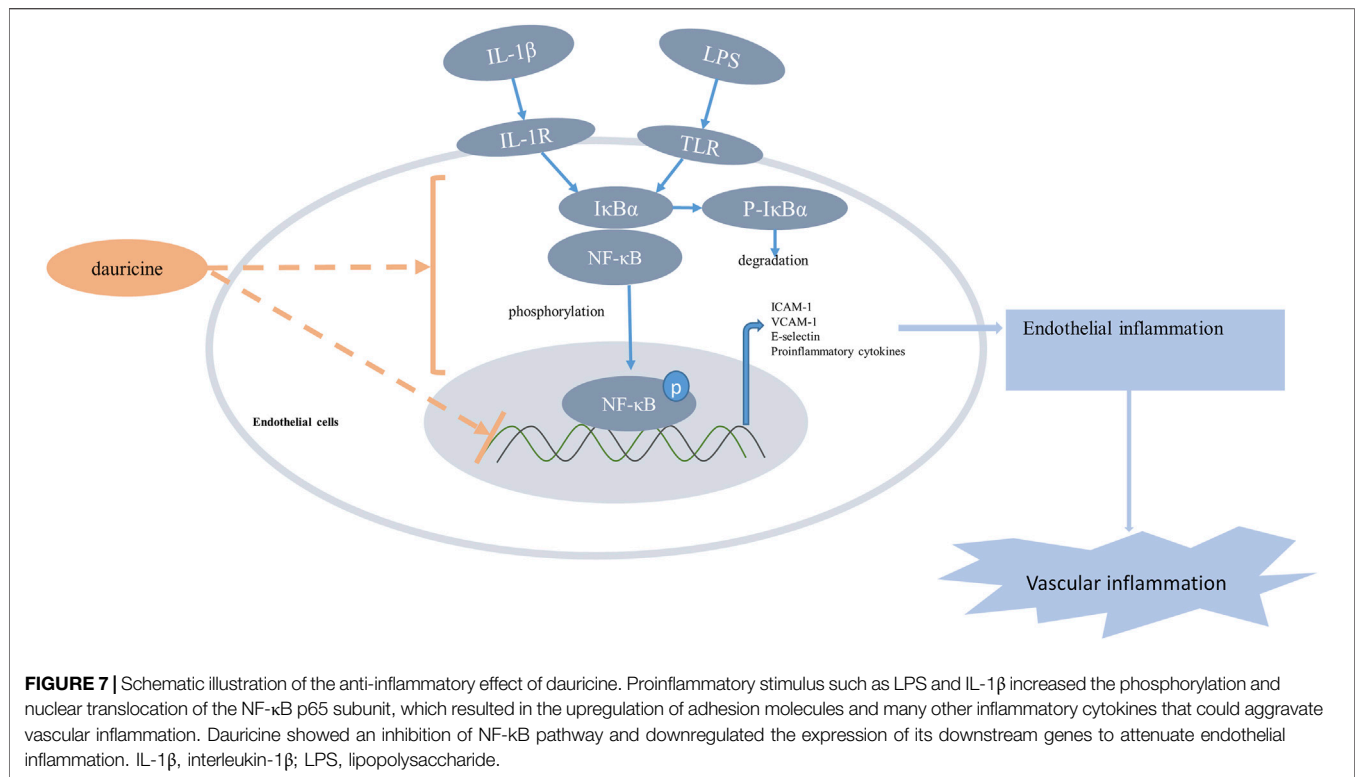 IL-1β
LPS
IL-1R
TLR
IκBα
P-IκBα
NF-κB
degradation
dauricine
phosphorylation
ICAM-1
VCAM-1
E-selectin
Proinflammatory cytokines
Endothelial inflammation
p
NF-κB
Endothelial cells
Vascular inflammation
FIGURE 7 | Schematic illustration of the anti-inflammatory effect of dauricine. Proinflammatory stimulus such as LPS and IL-1β increased the phosphorylation and
nuclear translocation of the NF-κB p65 subunit, which resulted in the upregulation of adhesion molecules and many other inflammatory cytokines that could aggravate
vascular inflammation. Dauricine showed an inhibition of NF-kB pathway and downregulated the expression of its downstream genes to attenuate endothelial
inflammation. IL-1β, interleukin-1β; LPS, lipopolysaccharide.